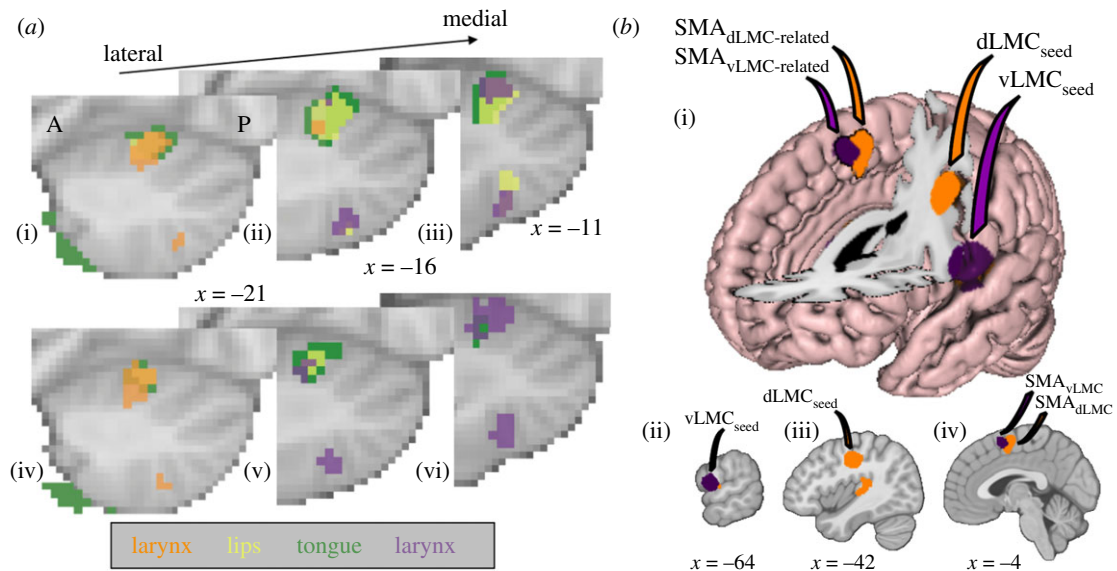 (a)
lateral
medial
A
P
(i)
(ii)
(iii)
x = –11
x = –16
x = –21
(iv)
(v)
(vi)
larynx lips tongue larynx
(b)
SMAdLMC-related
SMAvLMC-related
dLMCseed
vLMCseed
(i)
SMAvLMC
SMAdLMC
dLMCseed
vLMCseed
(ii)
(iii)
(iv)
x = –64
x = –42
x = –4